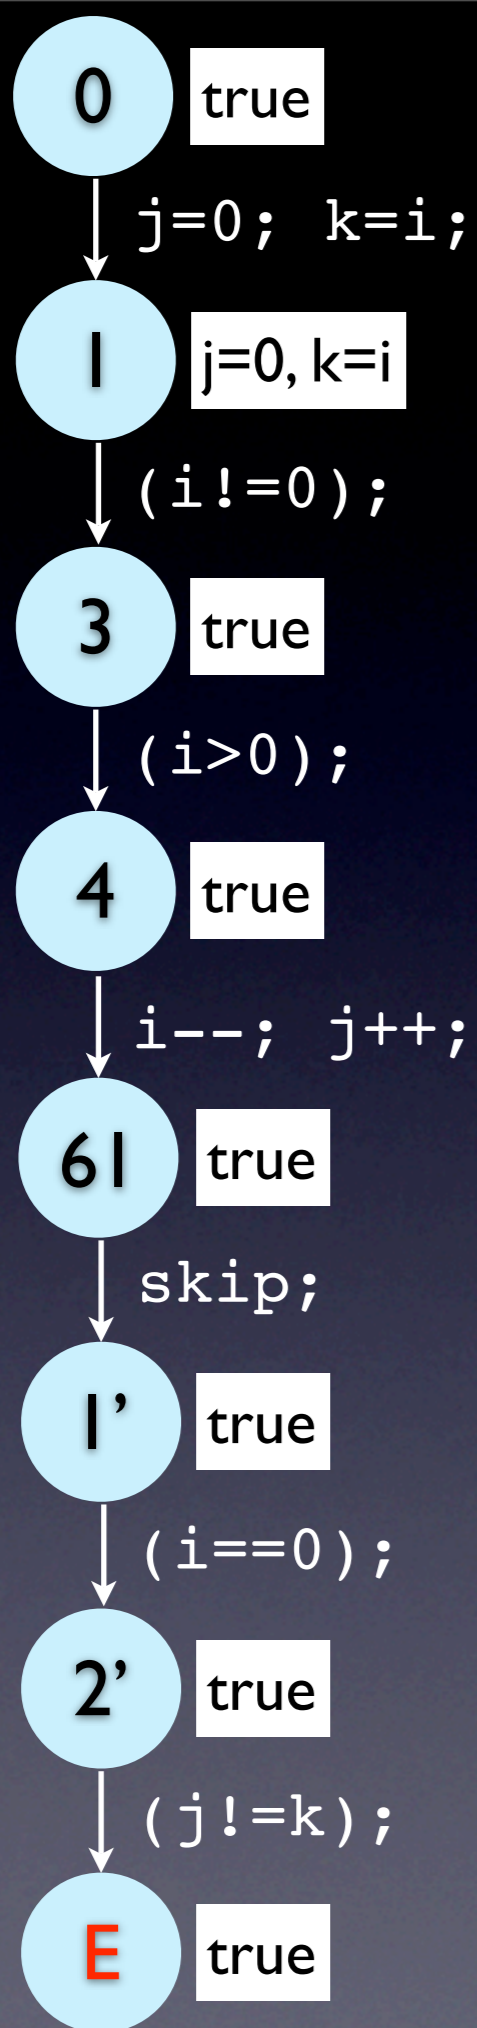 0 true
j=0; k=i;
1 j=0, k=i
(i!=0);
3 true
(i>0);
4 true
i--; j++;
61 true
skip;
1’ true
(i==0);
2’ true
(j!=k);
E true